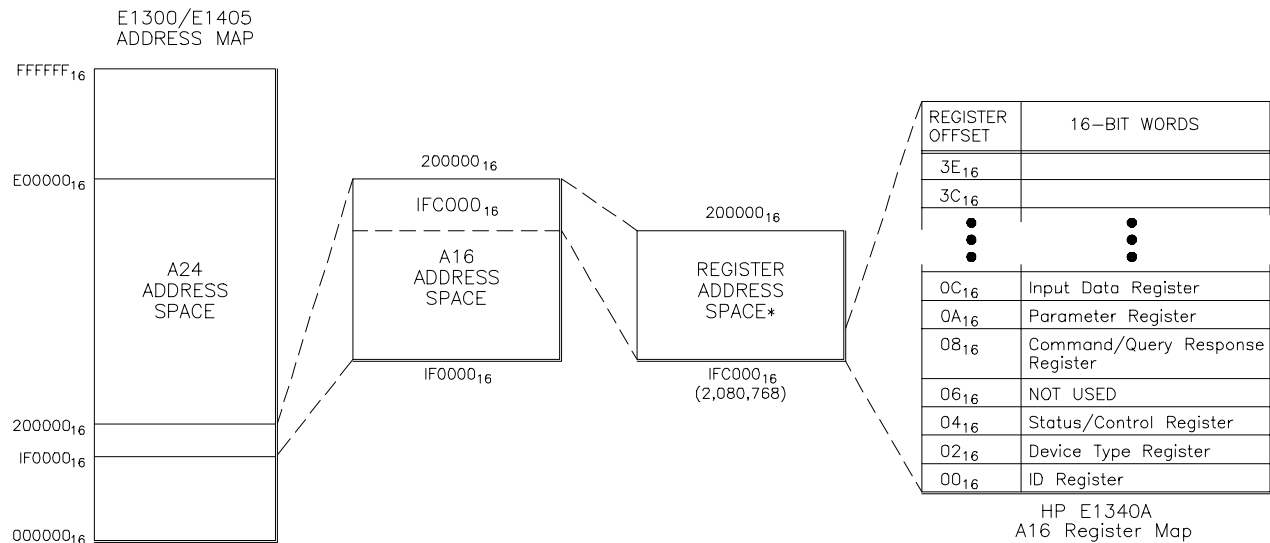 E1300/E1405
ADDRESS MAP
FFFFFF16
E0000016
A24
ADDRESS
SPACE
20000016
IF000016
00000016
20000016
IFC00016
A16
ADDRESS
SPACE
IF000016
20000016
REGISTER
ADDRESS
SPACE*
IFC00016
(2,080,768)
REGISTER OFFSET
16-BIT WORDS
3E16
3C16
0C16 Input Data Register
0A16 Parameter Register
0816 Command/Query Response
Register
0616 NOT USED
0416 Status/Control Register
0216 Device Type Register
0016 ID Register
HP E1340A
A16 Register Map